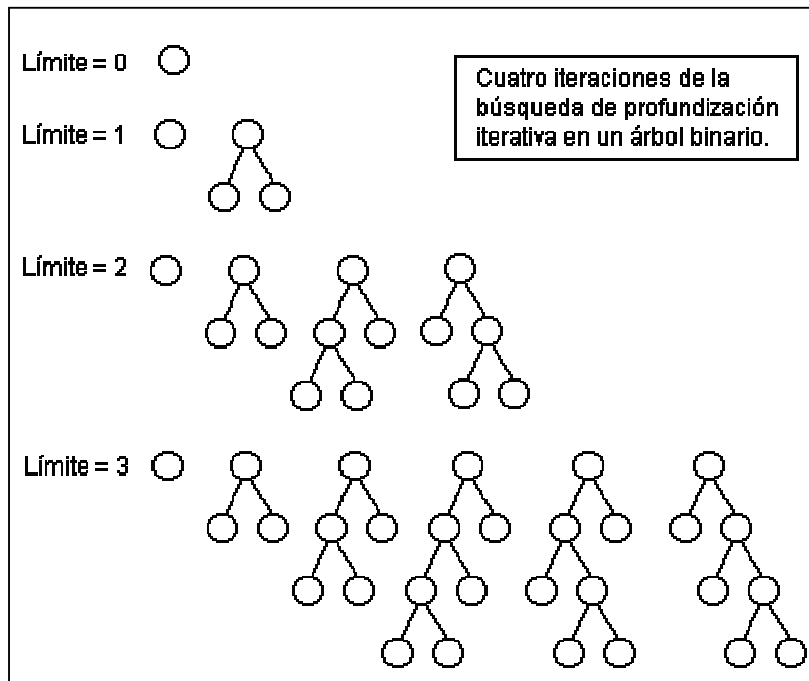 Límite = 0
Cuatro iteraciones de la
búsqueda de profundización
iterativa en un árbol binario.
Límite = 1
Límite = 2
Límite = 3